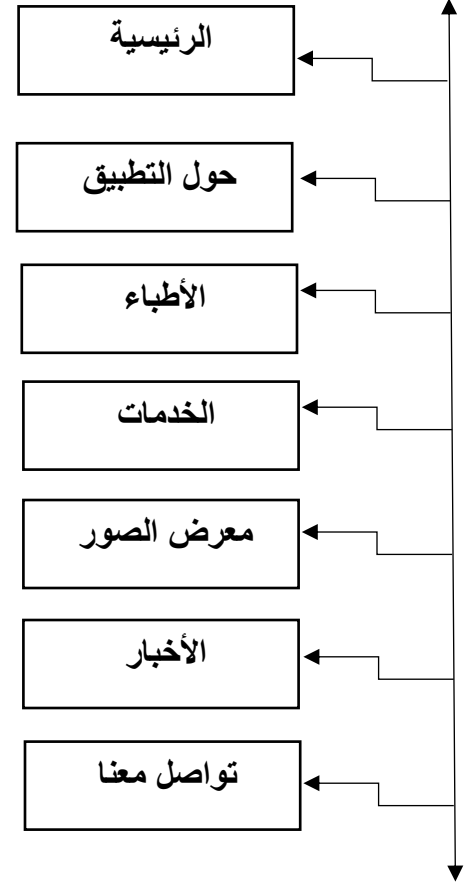 الرئيسية
حول التطبيق
الأطباء
الخدمات
معرض الصور
الأخبار
تواصل معنا